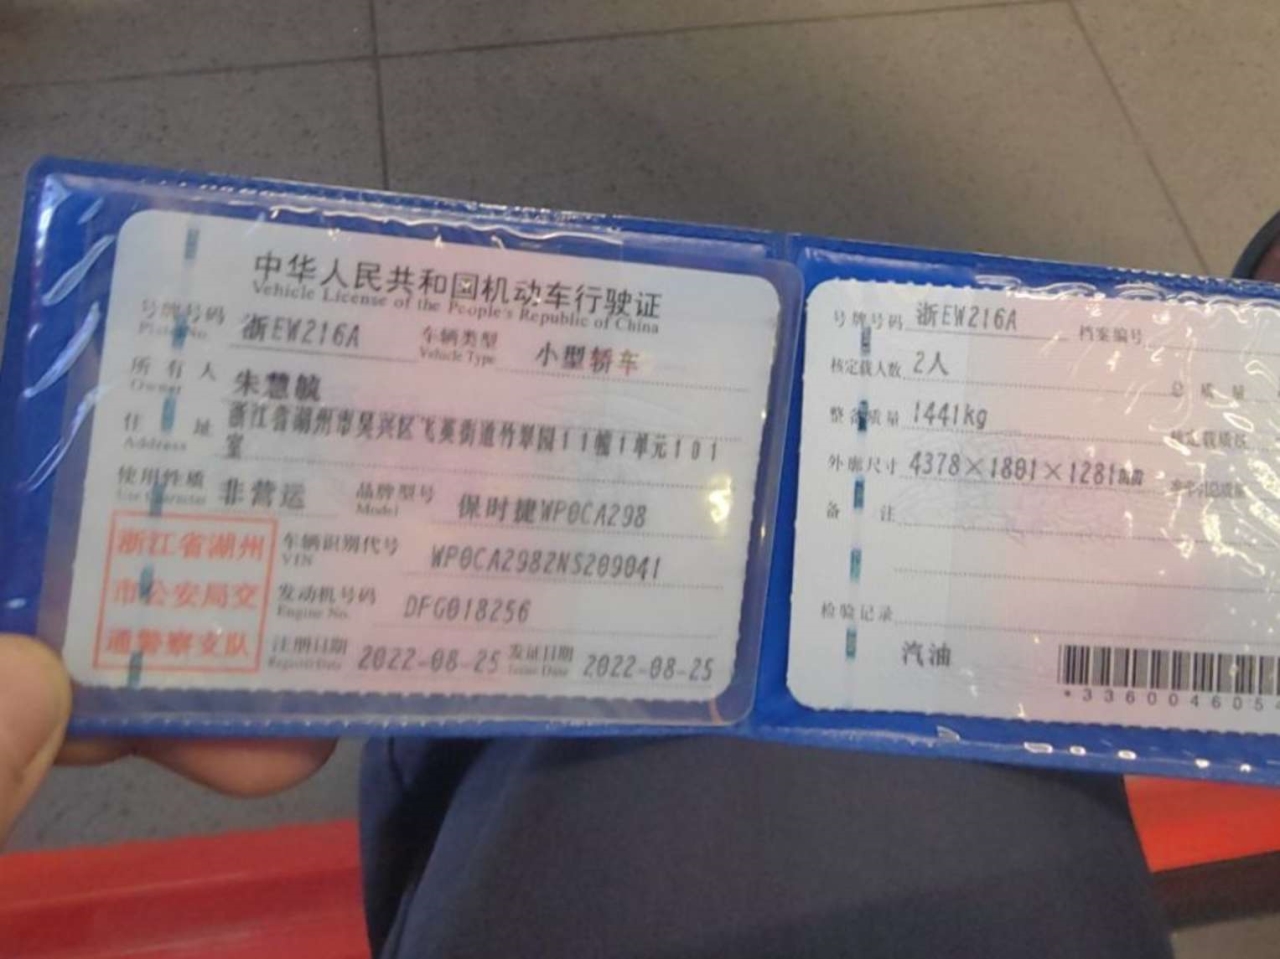 中华人民共和国机动车行驶证
Vehicle License of the People's Republic of China
号牌号码 浙EW216A 车辆类型 小型轿车
Plate No. Vehicle Type
所有人 朱慧毓
Owner
住址 浙江省湖州市吴兴区飞英街道竹翠园11幢1单元101
Address 室
使用性质 非营运 品牌型号 保时捷WP0CA298
Use Character Model
浙江省湖州
市公安局交
通警察支队
车辆识别代号 WP0CA2982NS209041
VIN
发动机号码 DFG018256
Engine No.
注册日期 2022-08-25 发证日期 2022-08-25
Register Date Issue Date
号牌号码 浙EW216A 档案编号
核定载人数 2人 总质量
整备质量 1441kg 核定载质量
外廓尺寸 4378×1801×1281mm
备注
检验记录
汽油
*3360046054